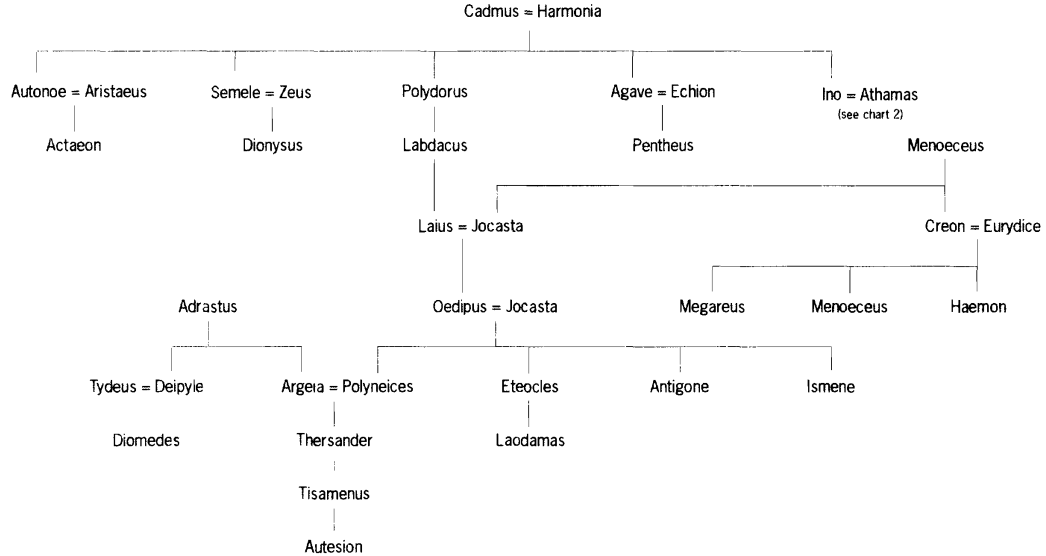 Cadmus = Harmonia
Autonoe = Aristaeus Semele = Zeus Polydorus Agave = Echion Ino = Athamas
(see chart 2)
Actaeon Dionysus Labdacus Pentheus Menoeceus
Laius = Jocasta Creon = Eurydice
Adrastus Oedipus = Jocasta Megareus Menoeceus Haemon
Tydeus = Deipyle Argeia = Polyneices Eteocles Antigone Ismene
Diomedes Thersander Laodamas
Tisamenus
Autesion